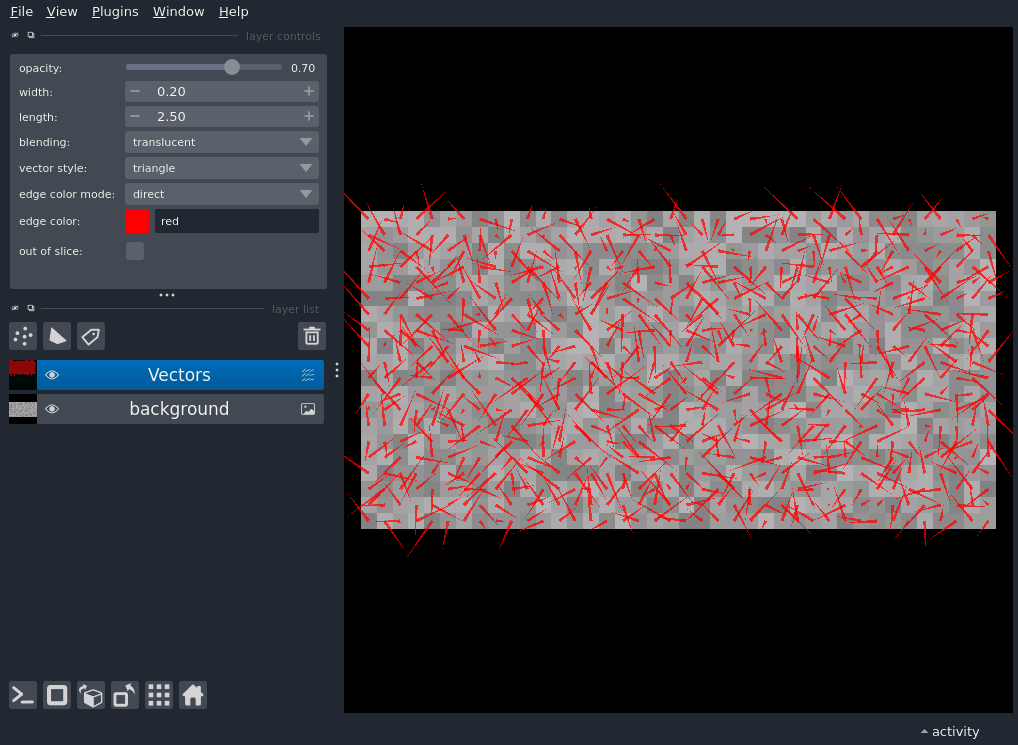 File View Plugins Window Help
layer controls
opacity: 0.70
width: − 0.20 +
length: − 2.50 +
blending: translucent
vector style: triangle
edge color mode: direct
edge color: red
out of slice:
layer list
Vectors
background
activity